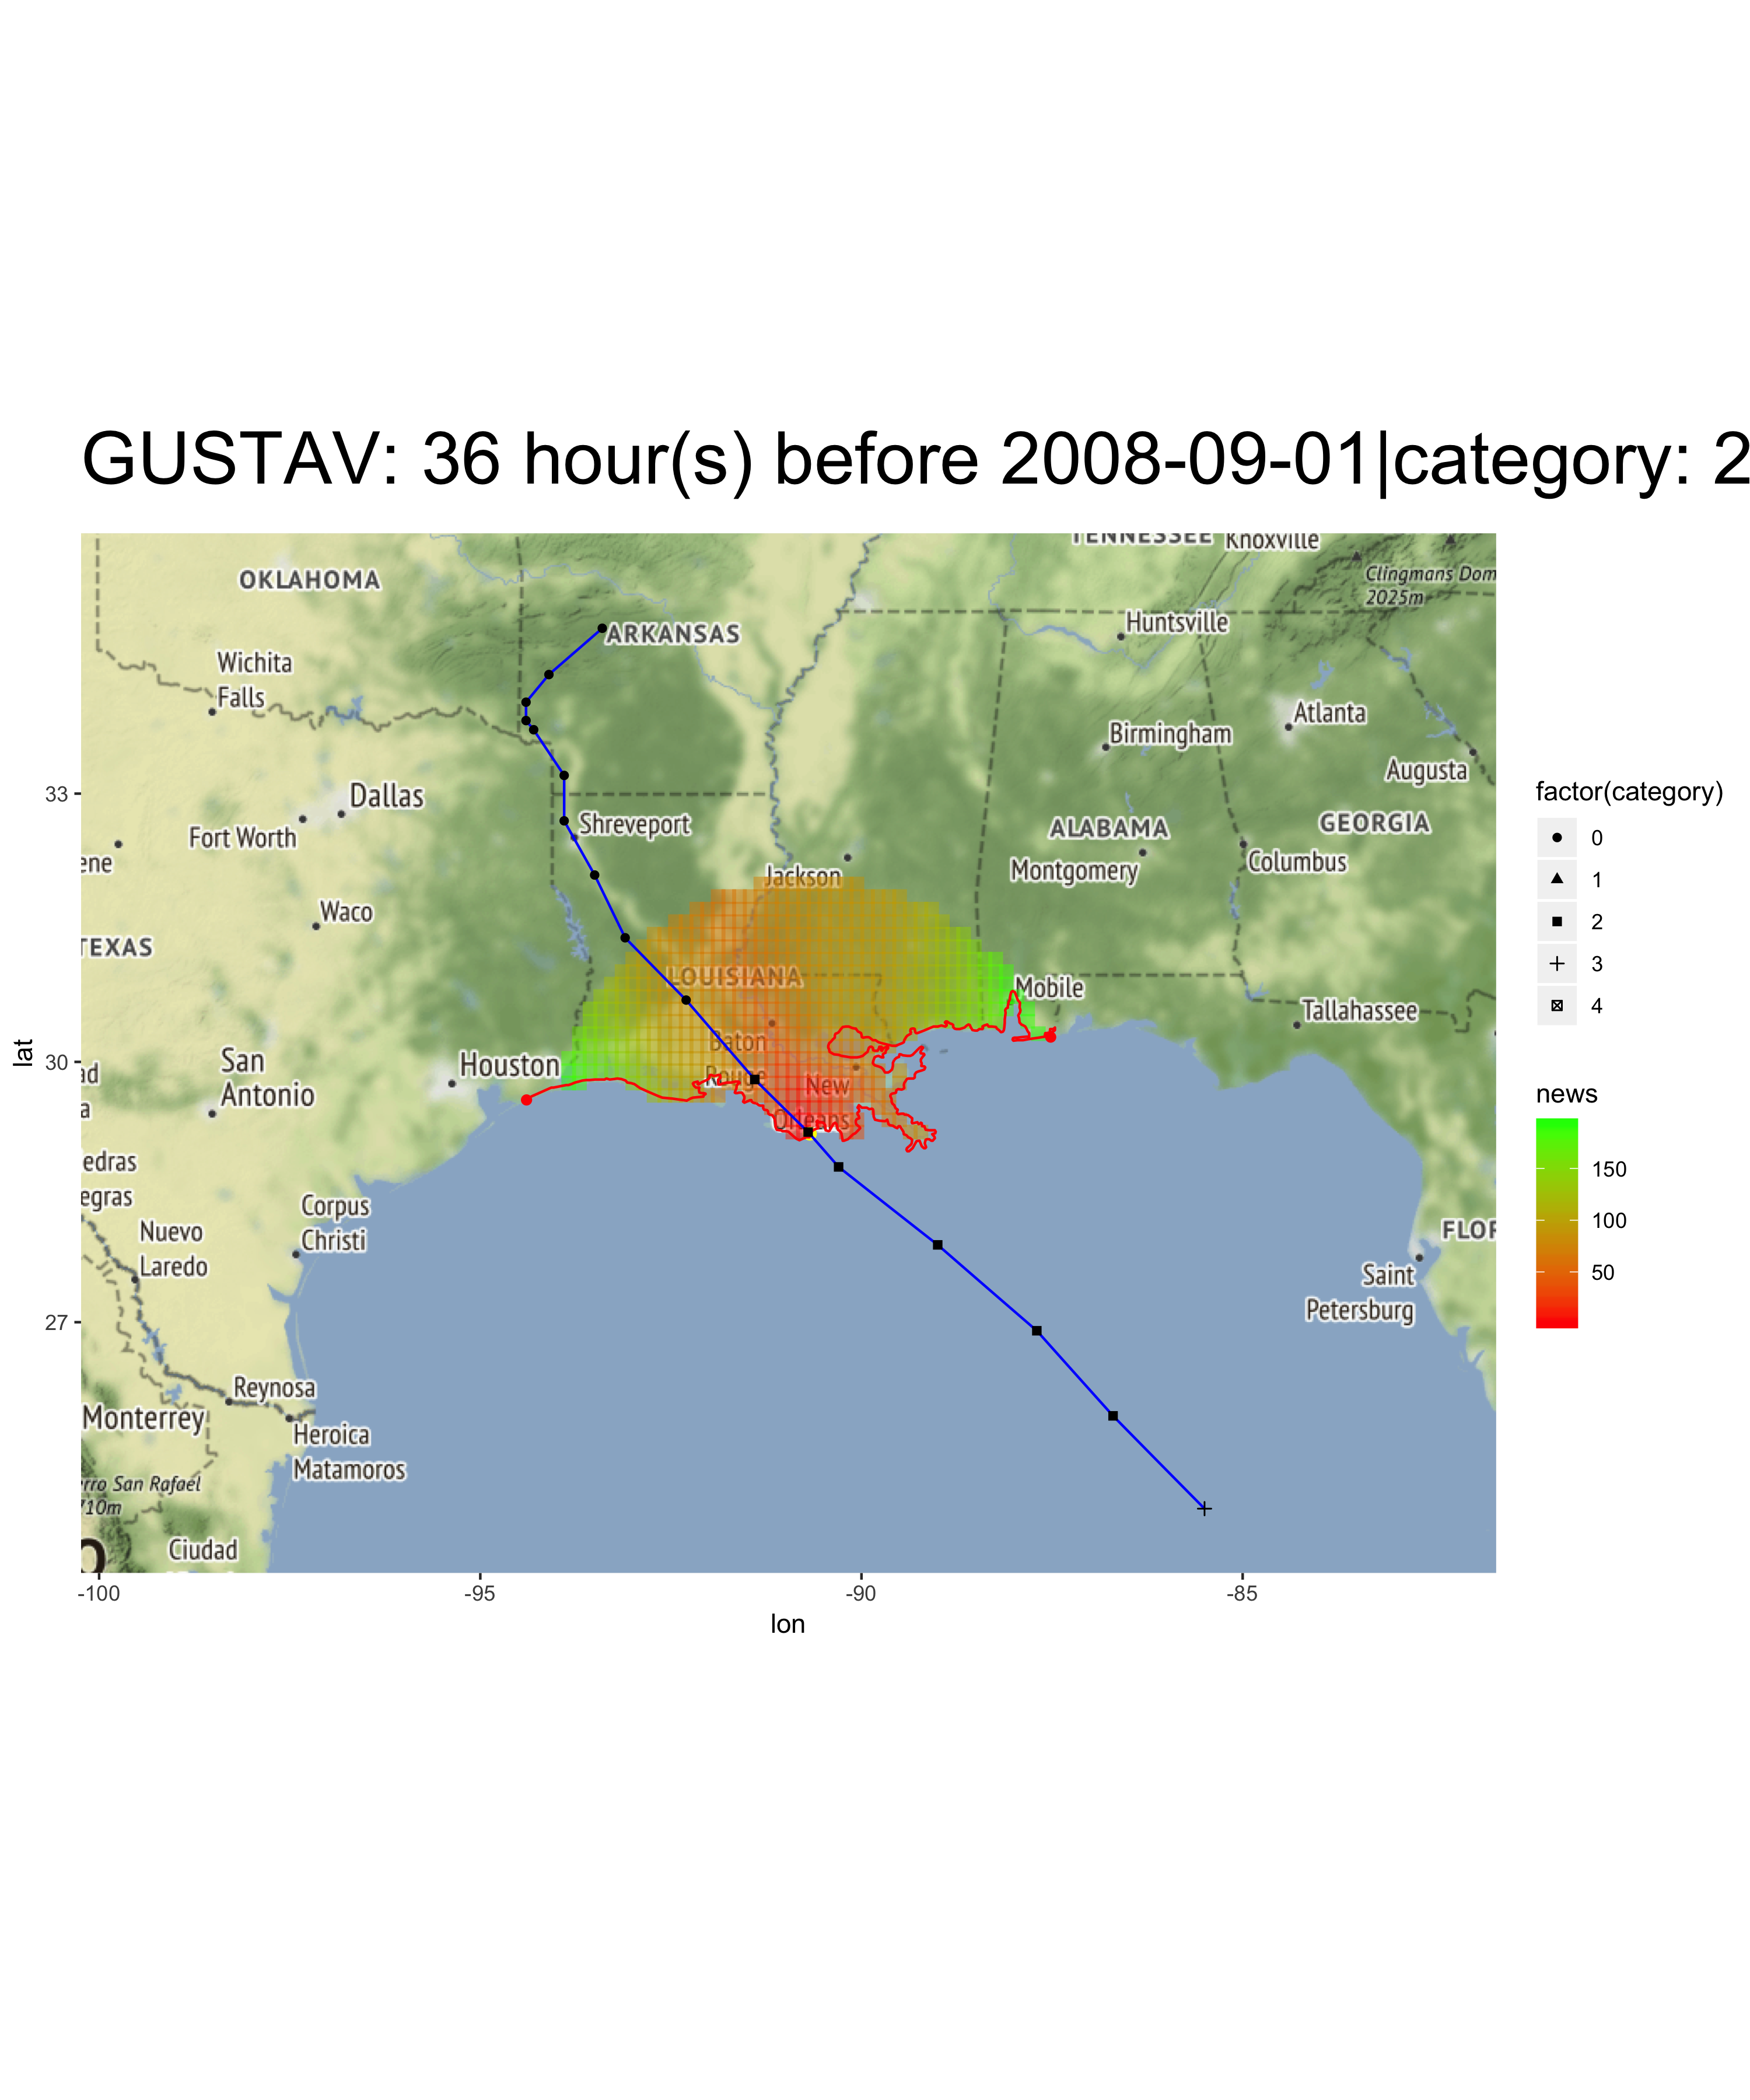 GUSTAV: 36 hour(s) before 2008-09-01|category: 2
TENNESSEE
Knoxville
Clingmans Dom
2025m
OKLAHOMA
Huntsville
ARKANSAS
Wichita
Falls
Atlanta
Birmingham
Augusta
Dallas
Fort Worth
Shreveport
ALABAMA
GEORGIA
ene
Montgomery
Columbus
Jackson
Waco
TEXAS
LOUISIANA
Mobile
Tallahassee
Baton
Rouge
San
Antonio
Houston
New
Orleans
ad
a
edras
egras
Corpus
Christi
Nuevo
Laredo
FLOR
Saint
Petersburg
Reynosa
Monterrey
Heroica
Matamoros
erro San Rafael
710m
Ciudad
O
33
30
27
lat
-100
-95
-90
-85
lon
factor(category)
0
1
2
3
4
news
150
100
50